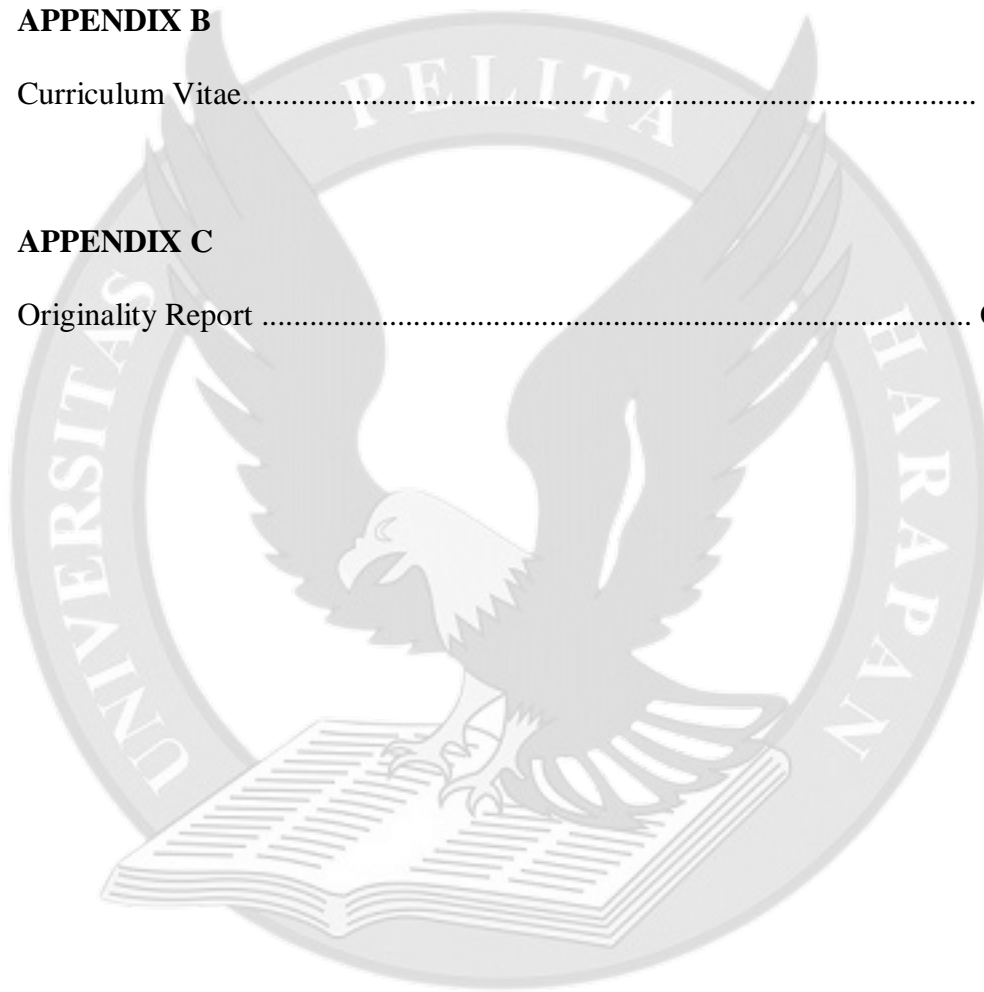 APPENDIX B
Curriculum Vitae..........................................................................................
APPENDIX C
Originality Report .......................................................................................
UNIVERSITAS PELITA HARAPAN